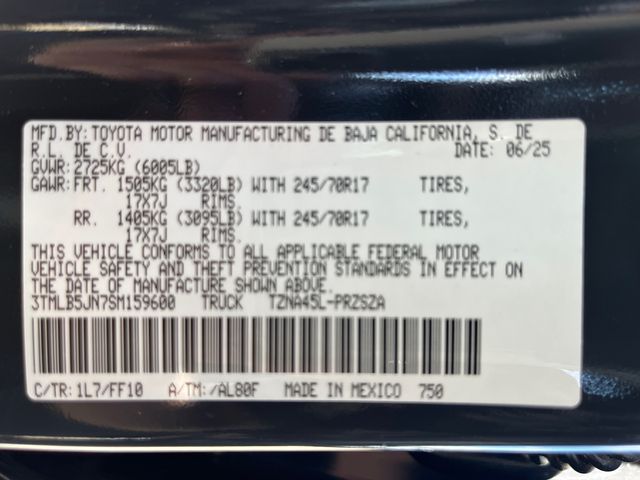 MFD.BY:TOYOTA MOTOR MANUFACTURING DE BAJA CALIFORNIA, S. DE
R.L. DE C.V. DATE: 06/25
GVWR:2725KG (6005LB)
GAWR:FRT. 1505KG (3320LB) WITH 245/70R17 TIRES,
17X7J RIMS.
RR. 1405KG (3095LB) WITH 245/70R17 TIRES,
17X7J RIMS.
THIS VEHICLE CONFORMS TO ALL APPLICABLE FEDERAL MOTOR
VEHICLE SAFETY AND THEFT PREVENTION STANDARDS IN EFFECT ON
THE DATE OF MANUFACTURE SHOWN ABOVE.
3TMLB5JN7SM159600 TRUCK TZNA45L-PRZSZA
C/TR:1L7/FF10 A/TM:/AL80F MADE IN MEXICO 750